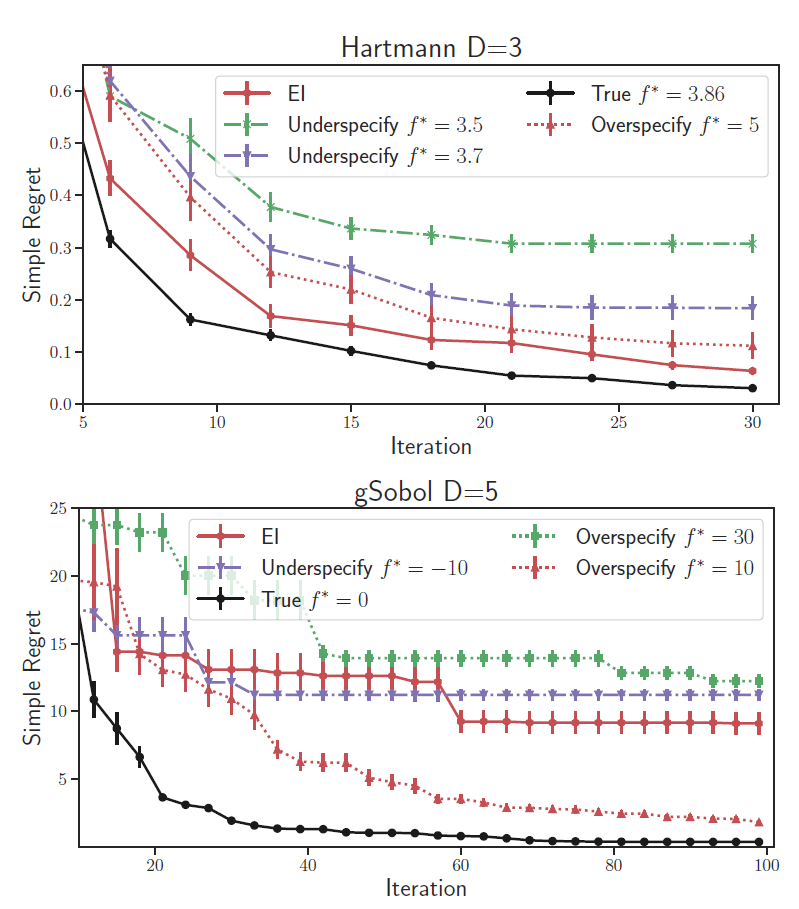 Hartmann D=3
Simple Regret
0.6
0.5
0.4
0.3
0.2
0.1
0.0
EI
Underspecify f* = 3.5
Underspecify f* = 3.7
True f* = 3.86
Overspecify f* = 5
5 10 15 20 25 30
Iteration
gSobol D=5
Simple Regret
25
20
15
10
5
EI
Underspecify f* = −10
True f* = 0
Overspecify f* = 30
Overspecify f* = 10
20 40 60 80 100
Iteration